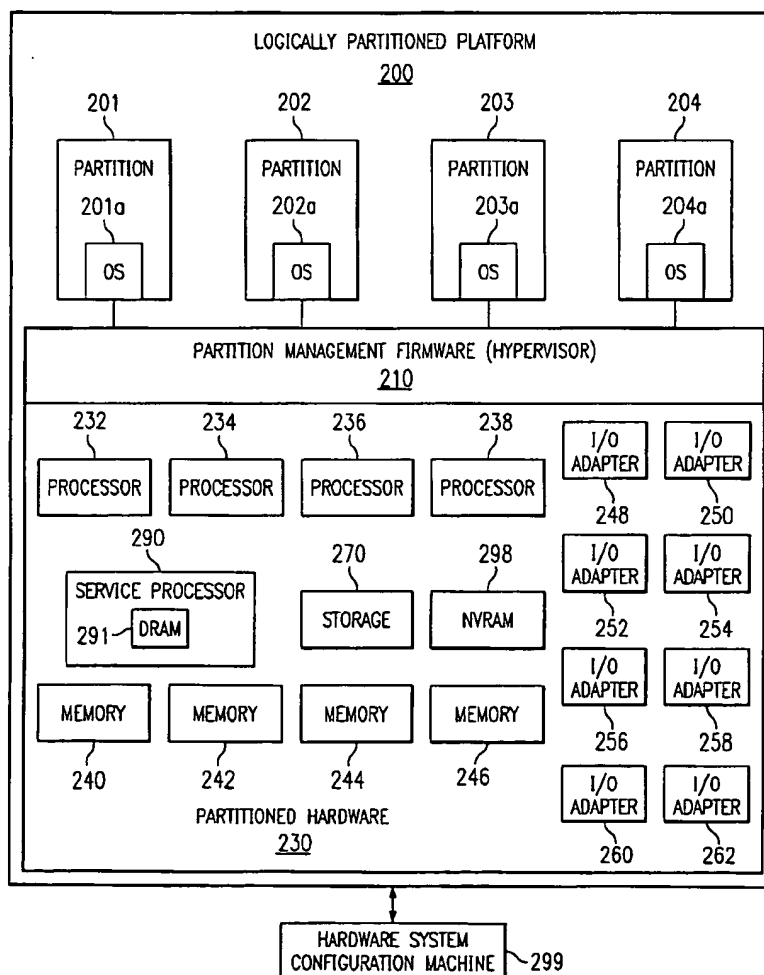 LOGICALLY PARTITIONED PLATFORM
200
201 202 203 204
PARTITION PARTITION PARTITION PARTITION
201a 202a 203a 204a
OS OS OS OS
PARTITION MANAGEMENT FIRMWARE (HYPERVISOR)
210
232 234 236 238
PROCESSOR PROCESSOR PROCESSOR PROCESSOR
I/O ADAPTER I/O ADAPTER
248 250
290 270 298
SERVICE PROCESSOR
291 DRAM
STORAGE NVRAM
I/O ADAPTER I/O ADAPTER
252 254
MEMORY MEMORY MEMORY MEMORY
240 242 244 246
I/O ADAPTER I/O ADAPTER
256 258
PARTITIONED HARDWARE
230
I/O ADAPTER I/O ADAPTER
260 262
HARDWARE SYSTEM
CONFIGURATION MACHINE
299